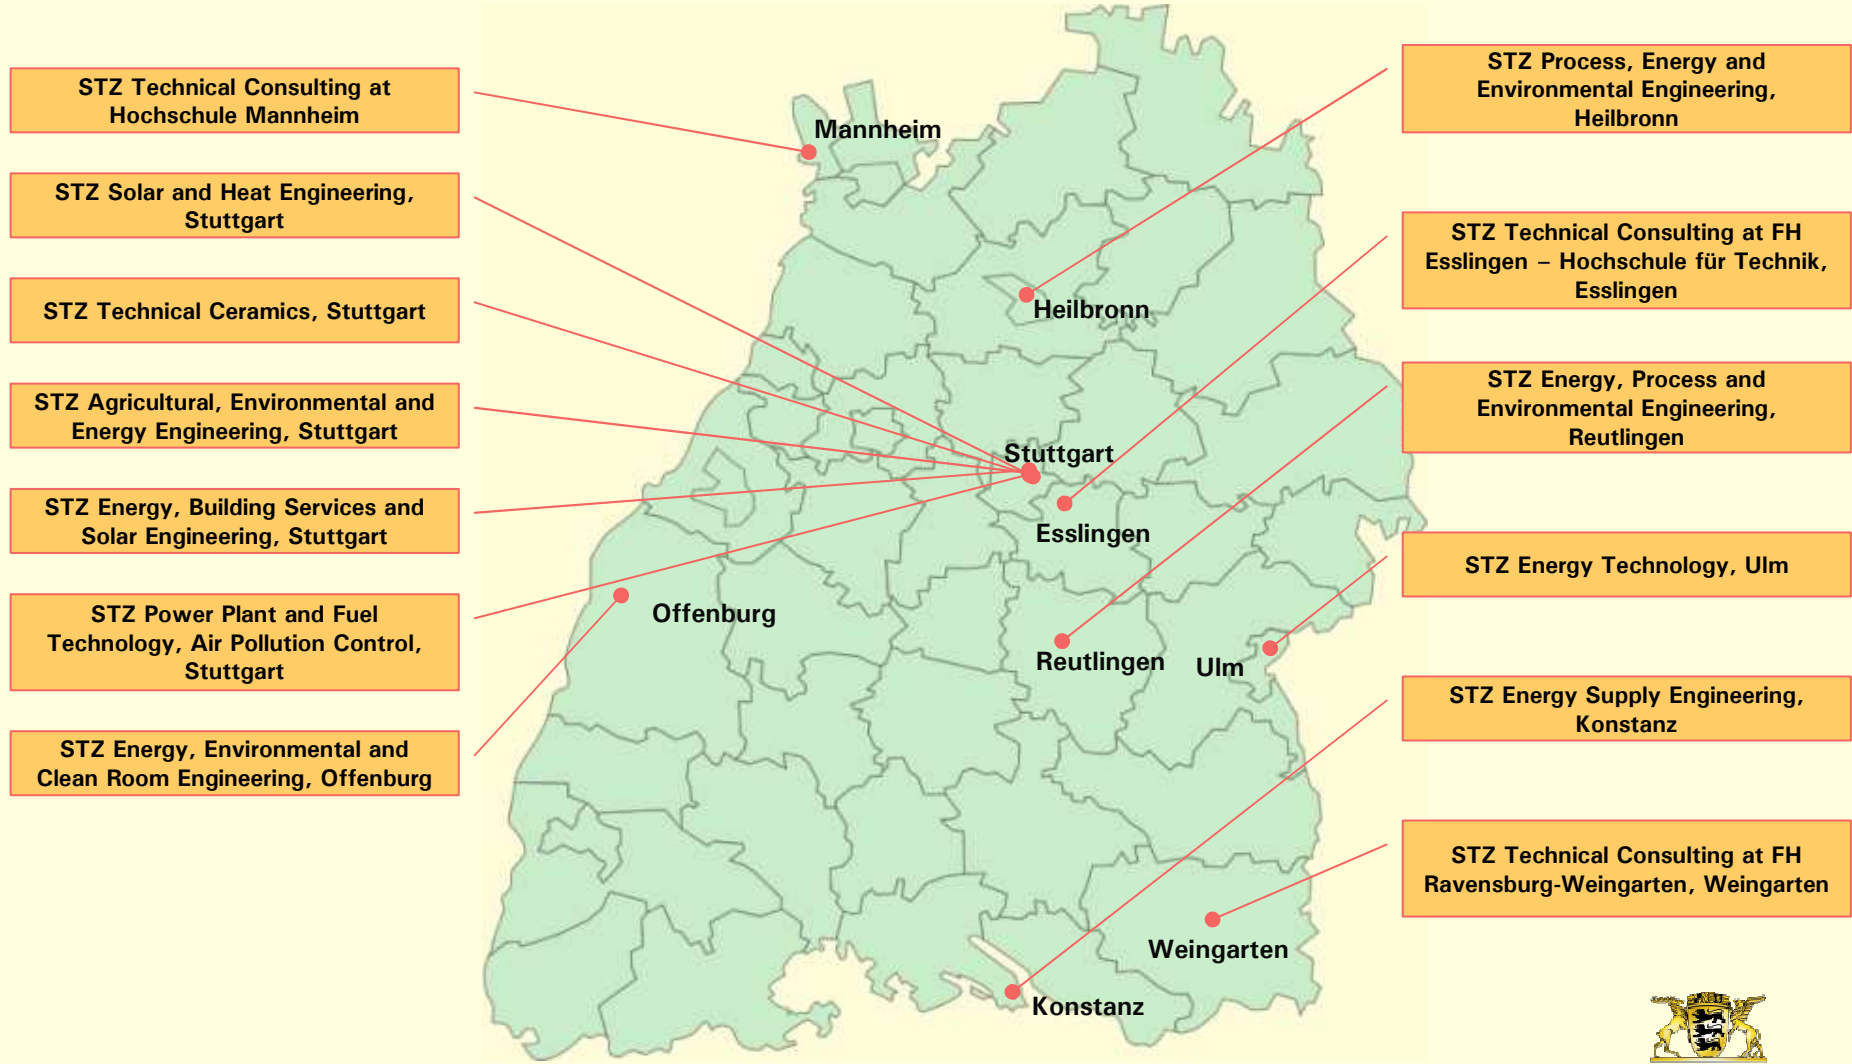 STZ Technical Consulting at
Hochschule Mannheim
STZ Solar and Heat Engineering,
Stuttgart
STZ Technical Ceramics, Stuttgart
STZ Agricultural, Environmental and
Energy Engineering, Stuttgart
STZ Energy, Building Services and
Solar Engineering, Stuttgart
STZ Power Plant and Fuel
Technology, Air Pollution Control,
Stuttgart
STZ Energy, Environmental and
Clean Room Engineering, Offenburg
Mannheim
Heilbronn
Stuttgart
Esslingen
Offenburg
Reutlingen
Ulm
Weingarten
Konstanz
STZ Process, Energy and
Environmental Engineering,
Heilbronn
STZ Technical Consulting at FH
Esslingen – Hochschule für Technik,
Esslingen
STZ Energy, Process and
Environmental Engineering,
Reutlingen
STZ Energy Technology, Ulm
STZ Energy Supply Engineering,
Konstanz
STZ Technical Consulting at FH
Ravensburg-Weingarten, Weingarten